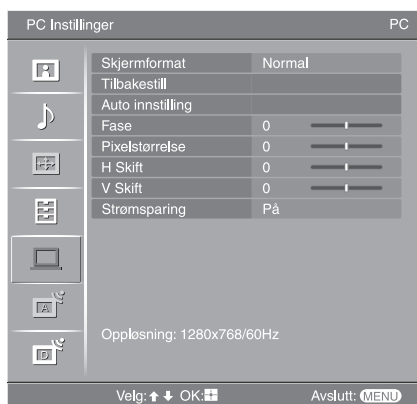 PC Instillinger PC
Skjermformat Normal
Tilbakestill
Auto innstilling
Fase 0
Pixelstørrelse 0
H Skift 0
V Skift 0
Strømsparing På
A
D
Oppløsning: 1280x768/60Hz
Velg: OK: Avslutt: MENU